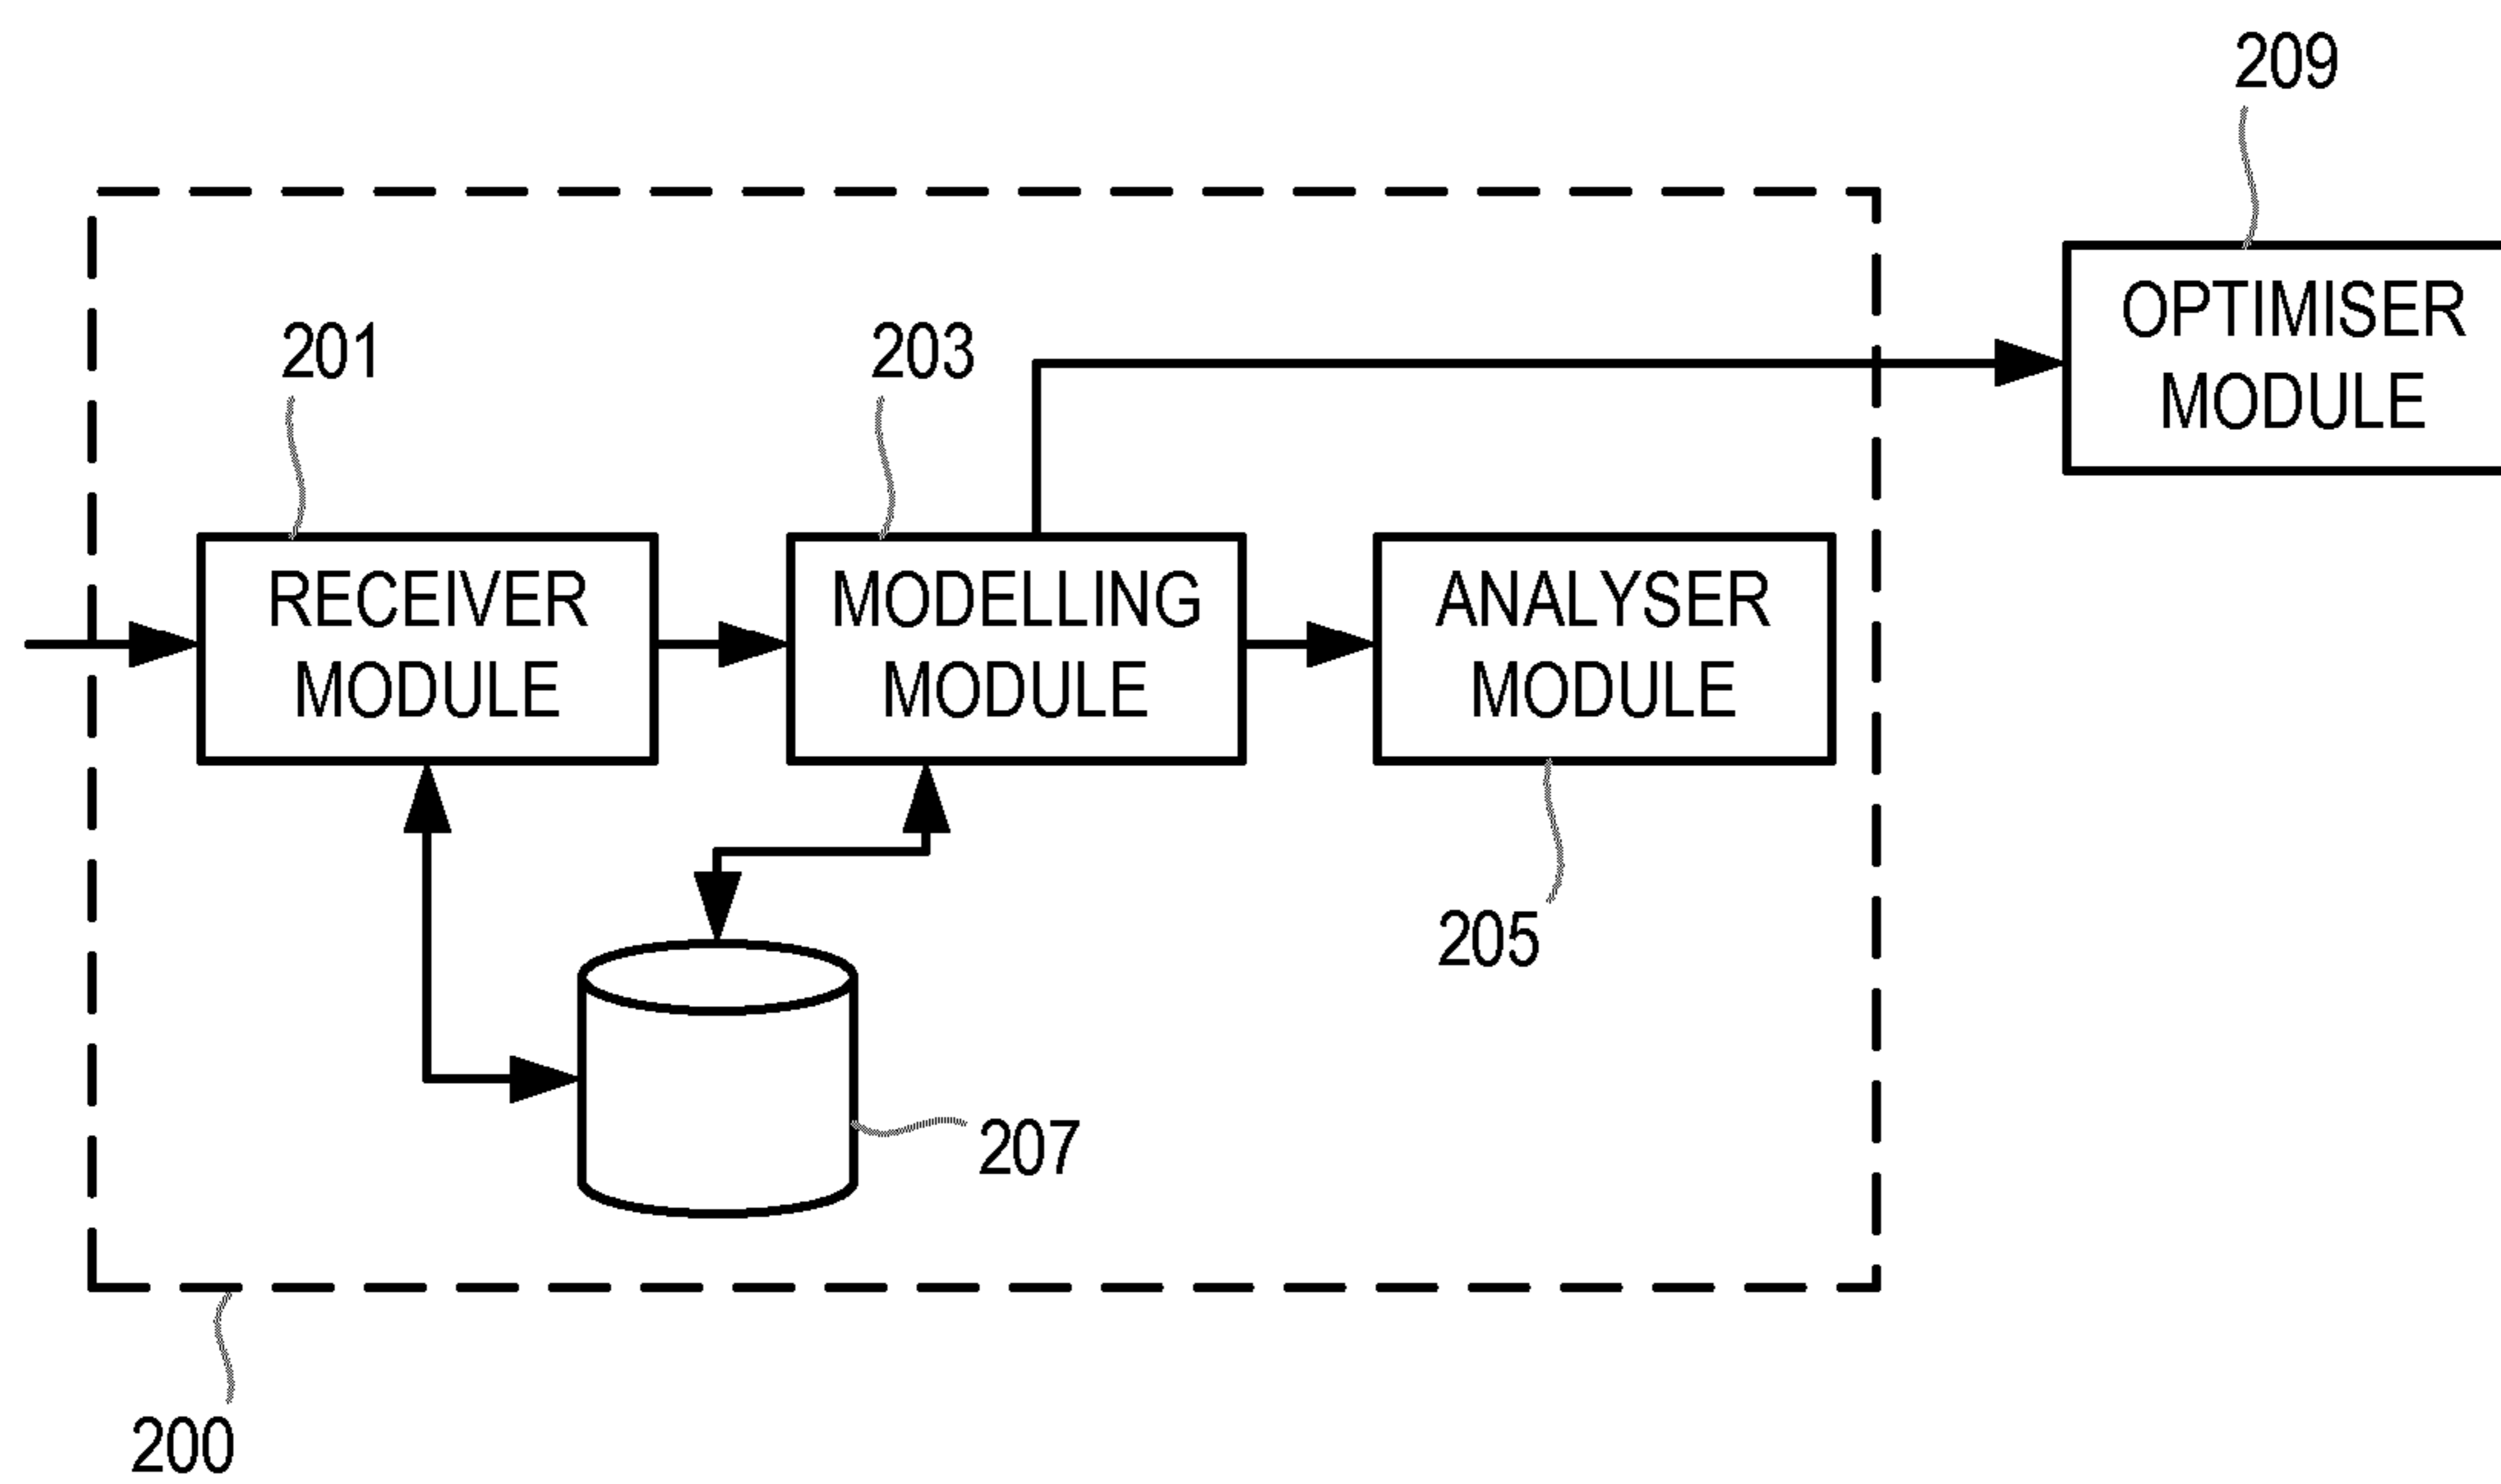 209
OPTIMISER
MODULE
201
203
RECEIVER
MODULE
MODELLING
MODULE
ANALYSER
MODULE
205
207
200